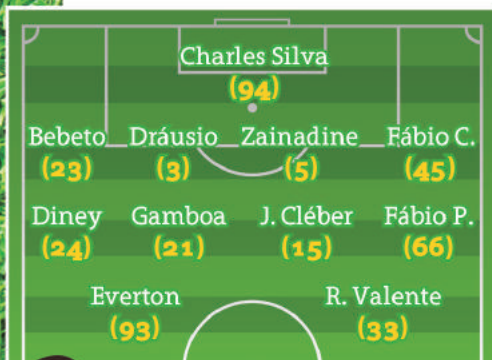 Charles Silva
(94)
Bebeto Dráusio Zainadine Fábio C.
(23) (3) (5) (45)
Diney Gamboa J. Cléber Fábio P.
(24) (21) (15) (66)
Everton R. Valente
(93) (33)